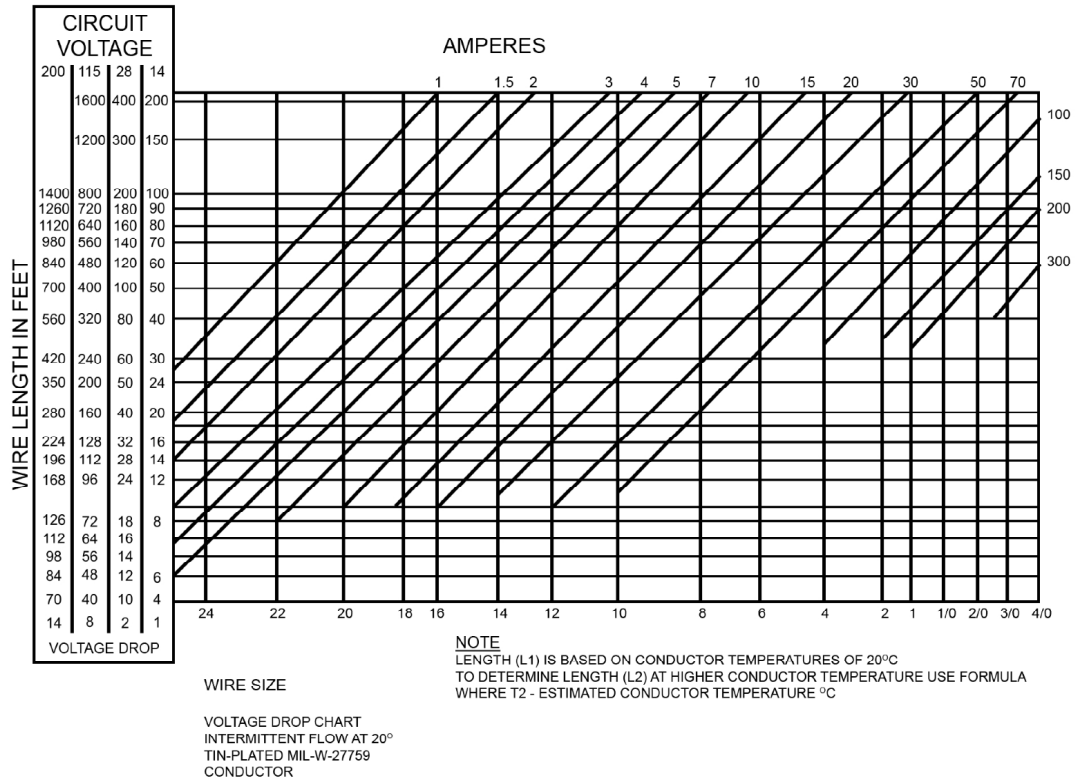 CIRCUIT
VOLTAGE
200 115 28 14
AMPERES
1 1.5 2 3 4 5 7 10 15 20 30 50 70
1600 400 200
100
1200 300 150
150
1400 800 200 100
1260 720 180 90
200
1120 640 160 80
980 560 140 70
840 480 120 60
300
700 400 100 50
560 320 80 40
420 240 60 30
350 200 50 24
280 160 40 20
224 128 32 16
196 112 28 14
168 96 24 12
126 72 18 8
112 64 16
98 56 14
84 48 12 6
70 40 10 4
14 8 2 1
VOLTAGE DROP
WIRE LENGTH IN FEET
24 22 20 18 16 14 12 10 8 6 4 2 1 1/0 2/0 3/0 4/0
NOTE
LENGTH (L1) IS BASED ON CONDUCTOR TEMPERATURES OF 20°C
TO DETERMINE LENGTH (L2) AT HIGHER CONDUCTOR TEMPERATURE USE FORMULA
WHERE T2 - ESTIMATED CONDUCTOR TEMPERATURE °C
WIRE SIZE
VOLTAGE DROP CHART
INTERMITTENT FLOW AT 20°
TIN-PLATED MIL-W-27759
CONDUCTOR